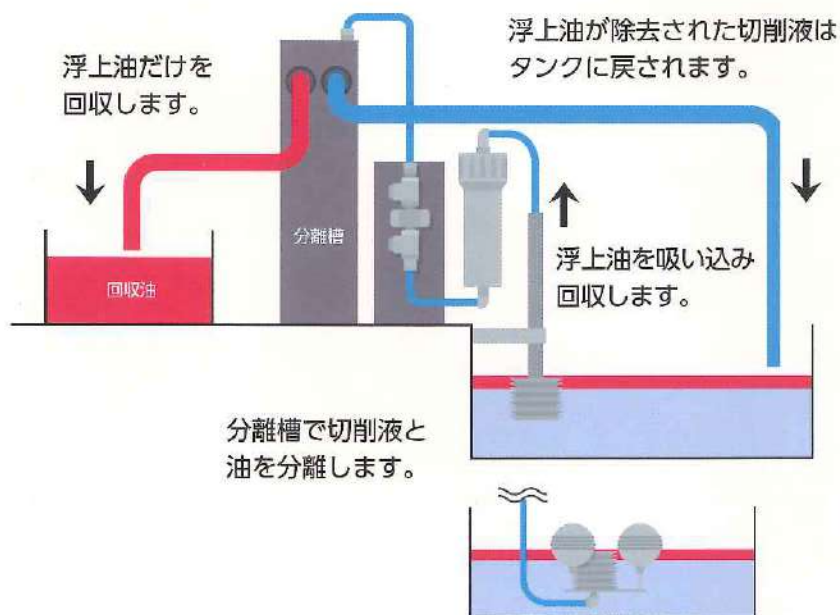 浮上油だけを
回収します。
浮上油が除去された切削液は
タンクに戻されます。
分離槽
回収油
浮上油を吸い込み
回収します。
分離槽で切削液と
油を分離します。